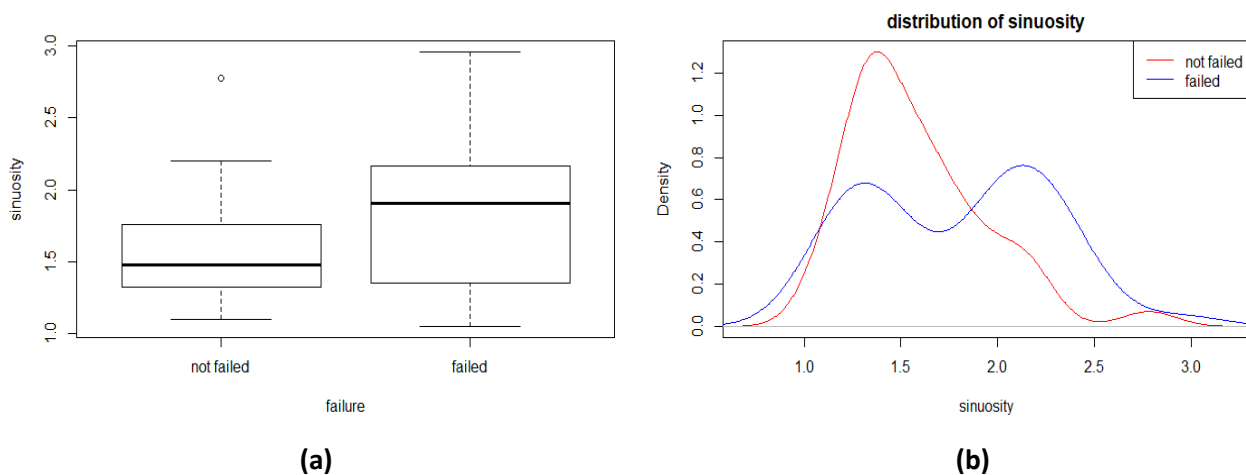 3.0
2.5
2.0
1.5
1.0
sinuosity
not failed
failed
failure
(a)
distribution of sinuosity
not failed
failed
1.2
1.0
0.8
0.6
0.4
0.2
0.0
Density
1.0
1.5
2.0
2.5
3.0
sinuosity
(b)